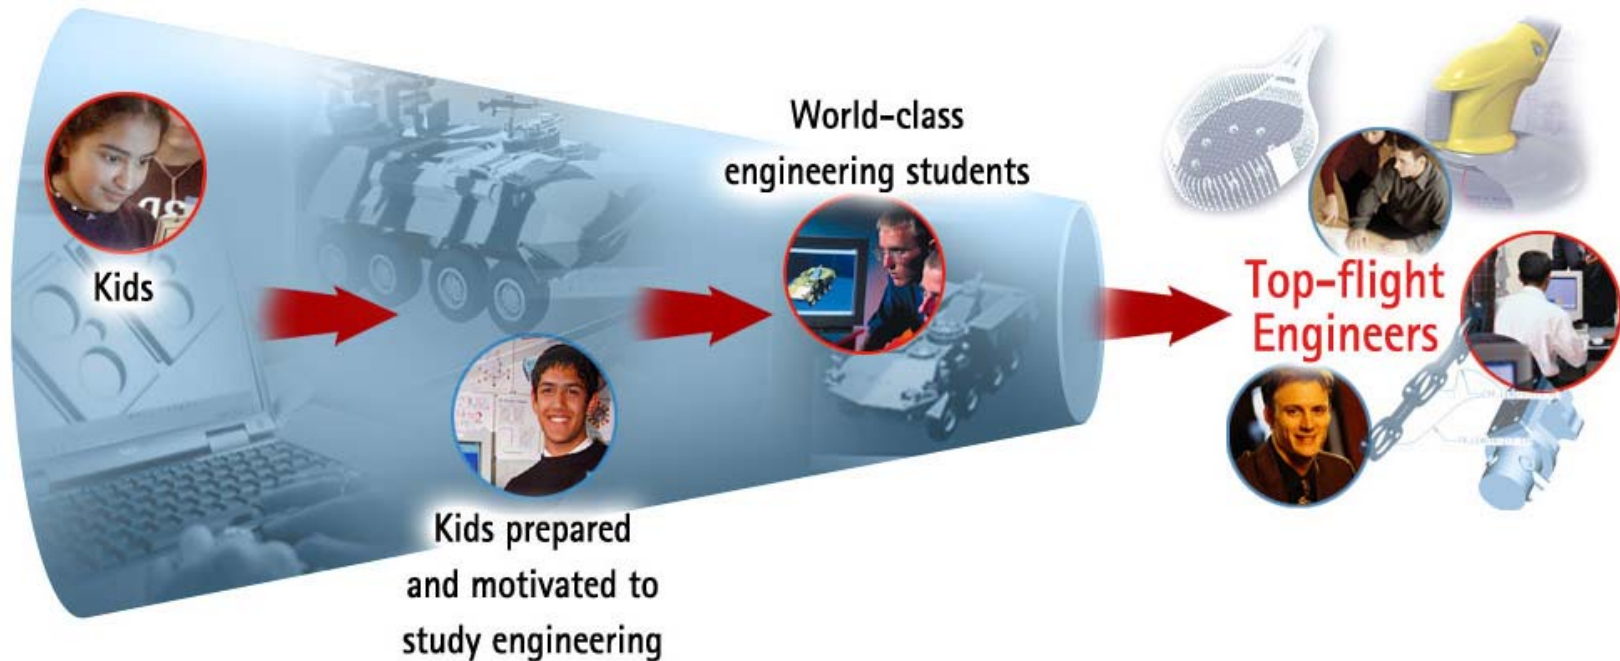 Kids
Kids prepared
and motivated to
study engineering
World-class
engineering students
Top-flight
Engineers